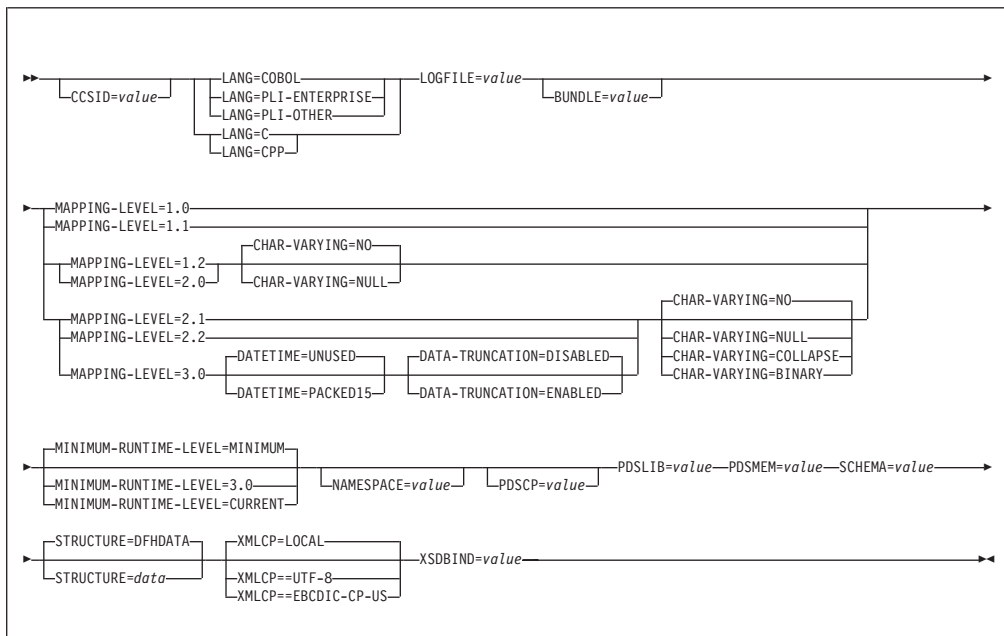 LANG=COBOL LOGFILE=value
CCSID=value LANG=PLI-ENTERPRISE BUNDLE=value
LANG=PLI-OTHER
LANG=C
LANG=CPP
MAPPING-LEVEL=1.0
MAPPING-LEVEL=1.1
CHAR-VARYING=NO
MAPPING-LEVEL=1.2
MAPPING-LEVEL=2.0 CHAR-VARYING=NULL
CHAR-VARYING=NO
MAPPING-LEVEL=2.1
MAPPING-LEVEL=2.2 CHAR-VARYING=NULL
DATETIME=UNUSED DATA-TRUNCATION=DISABLED CHAR-VARYING=COLLAPSE
MAPPING-LEVEL=3.0 CHAR-VARYING=BINARY
DATETIME=PACKED15 DATA-TRUNCATION=ENABLED
MINIMUM-RUNTIME-LEVEL=MINIMUM
PDSLIB=value PDSMEM=value SCHEMA=value
MINIMUM-RUNTIME-LEVEL=3.0 NAMESPACE=value PDSCP=value
MINIMUM-RUNTIME-LEVEL=CURRENT
STRUCTURE=DFHDATA XMLCP=LOCAL
XSDBIND=value
STRUCTURE=data XMLCP==UTF-8
XMLCP==EBCDIC-CP-US